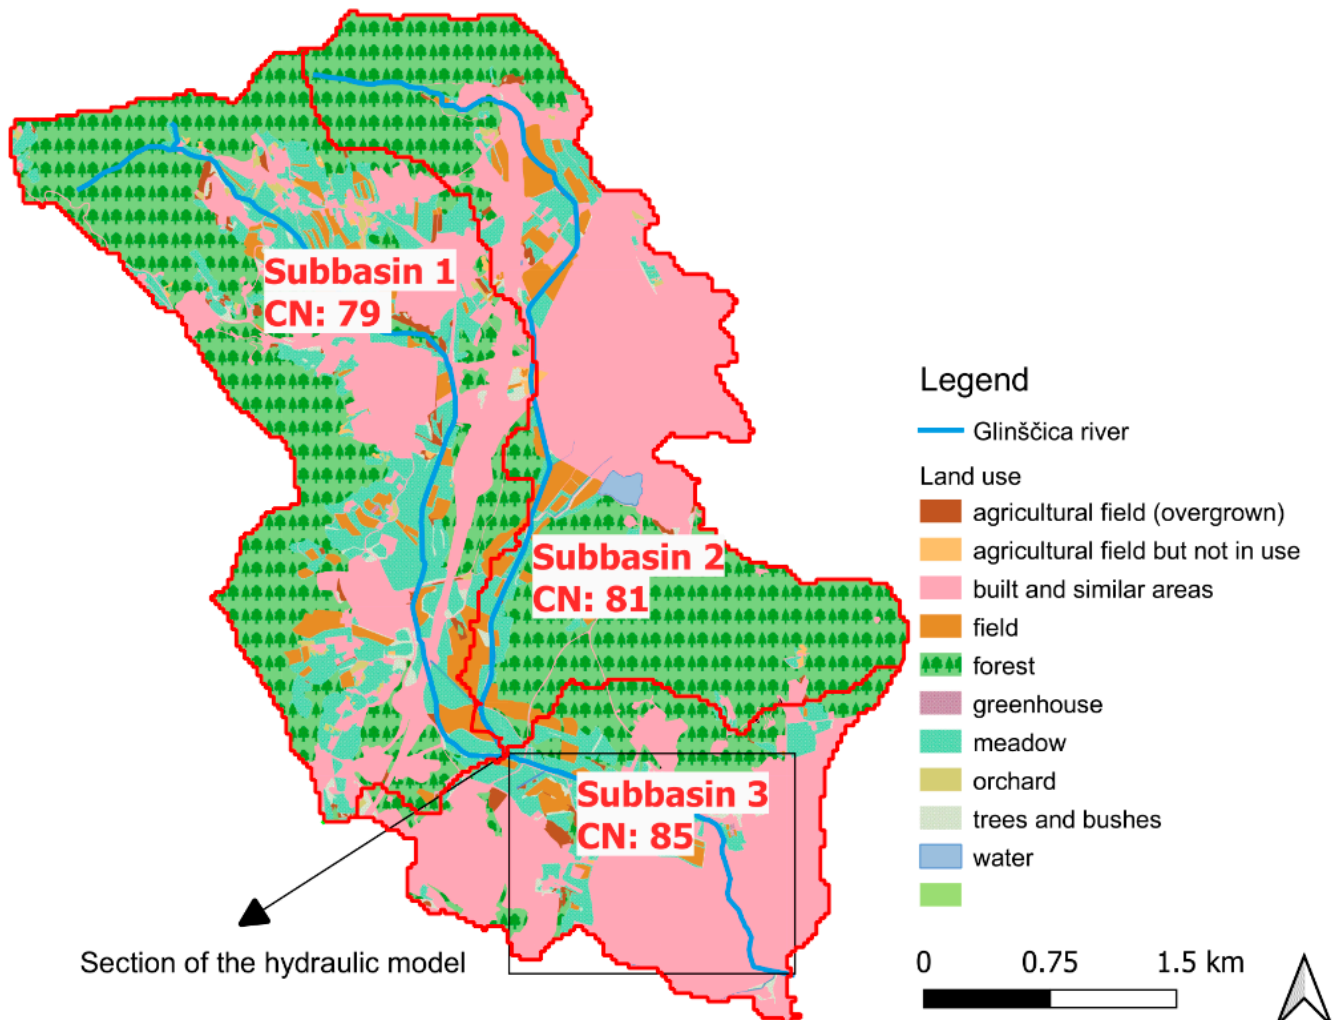 Subbasin 1
CN: 79
Subbasin 2
CN: 81
Subbasin 3
CN: 85
Section of the hydraulic model
Legend
Glinščica river
Land use
agricultural field (overgrown)
agricultural field but not in use
built and similar areas
field
forest
greenhouse
meadow
orchard
trees and bushes
water
0 0.75 1.5 km